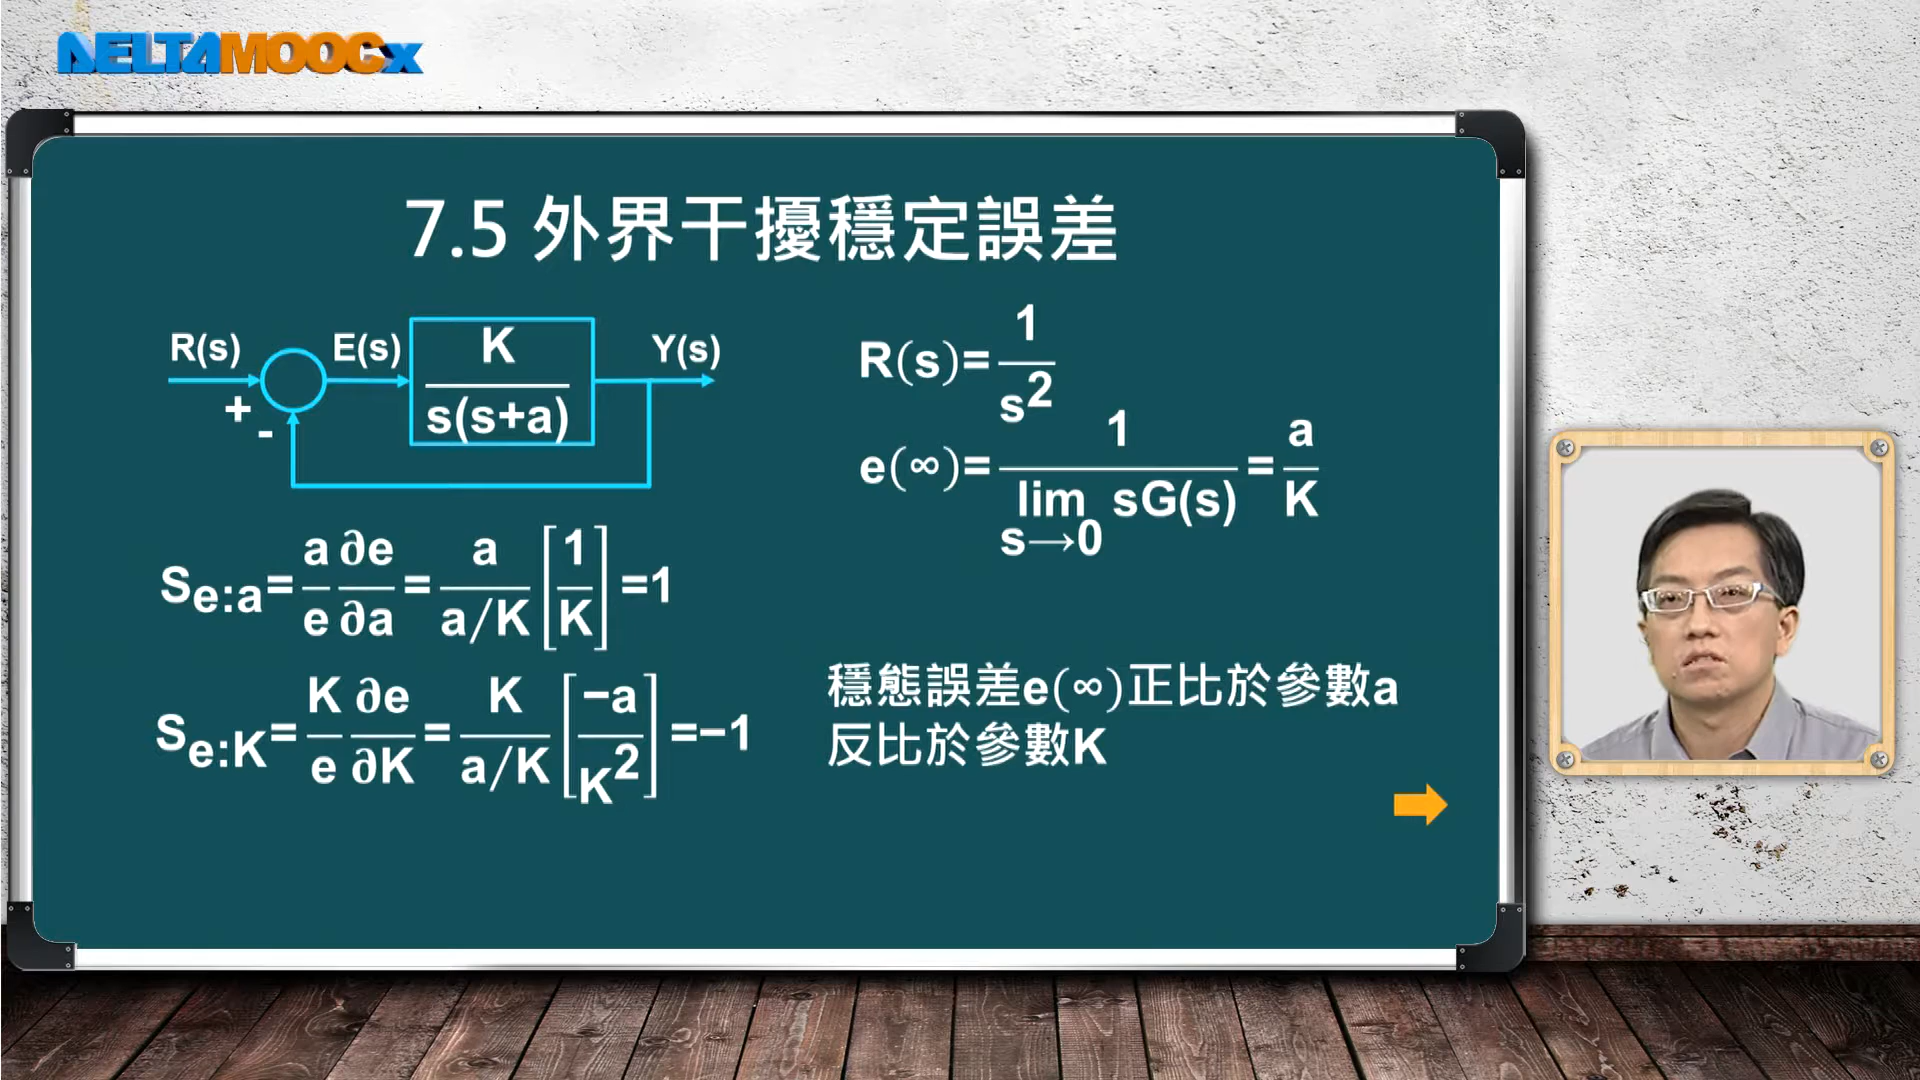 DELTAMOOCx
7.5 外界干擾穩定誤差
R(s) E(s) K/s(s+a) Y(s)
+
-
R(s)=1/s²
e(∞)=1/lim s→0 sG(s)=a/K
Se:a=a/e ∂e/∂a=a/a/K[1/K]=1
Se:K=K/e ∂e/∂K=K/a/K[−a/K²]=−1
穩態誤差e(∞)正比於參數a
反比於參數K